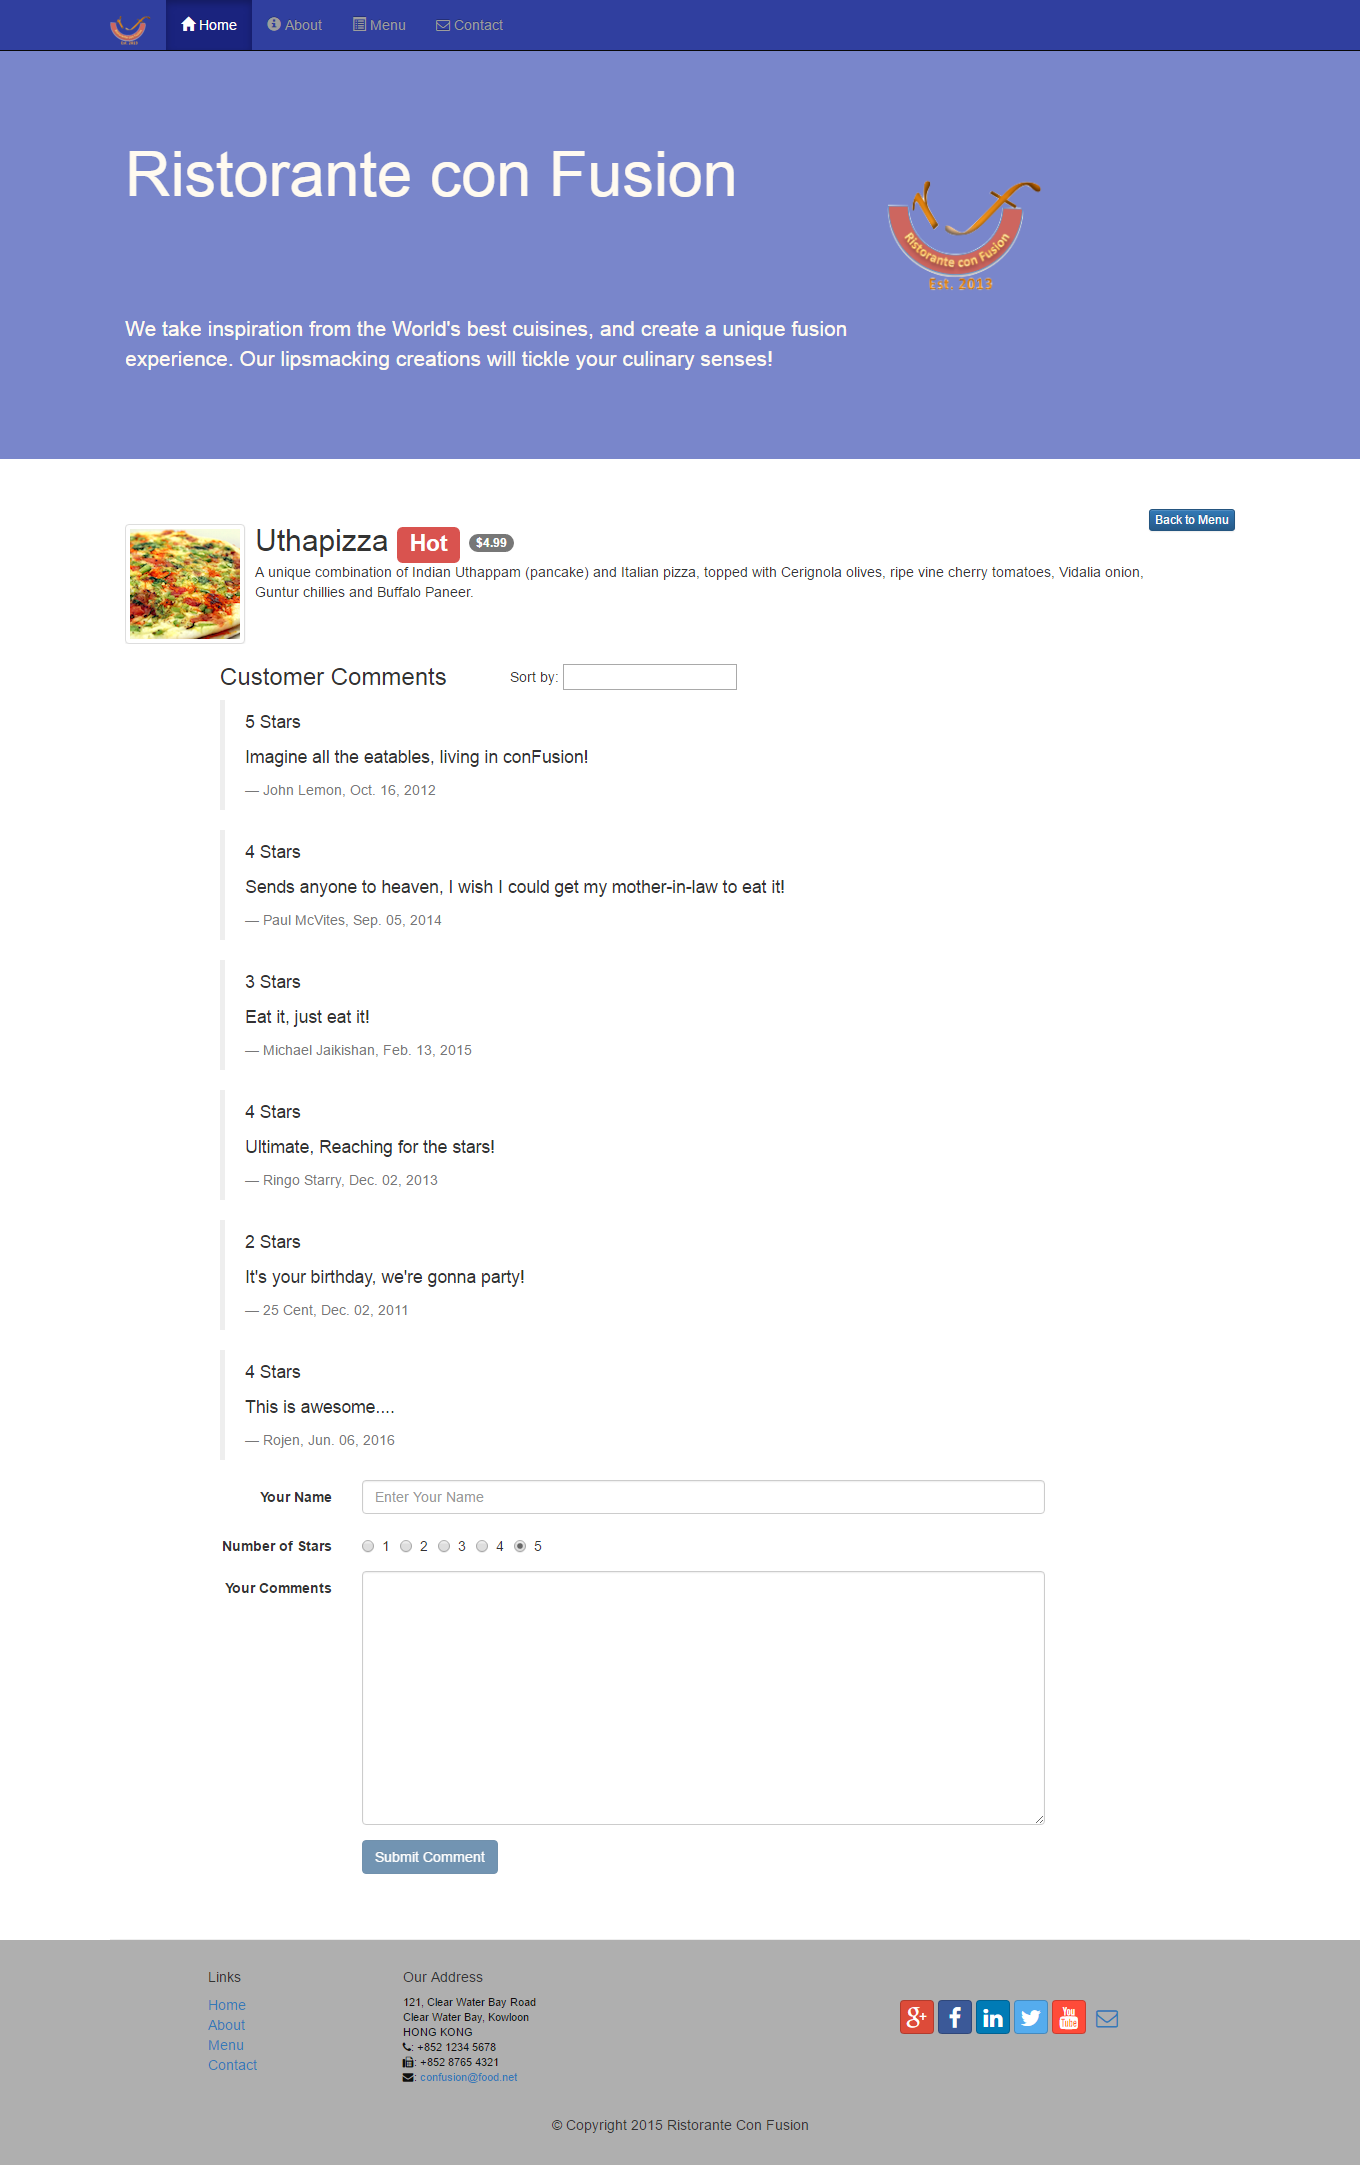 Home About Menu Contact
Ristorante con Fusion
Ristorante con Fusion
Est. 2013
We take inspiration from the World's best cuisines, and create a unique fusion
experience. Our lipsmacking creations will tickle your culinary senses!
Back to Menu
Uthapizza Hot $4.99
A unique combination of Indian Uthappam (pancake) and Italian pizza, topped with Cerignola olives, ripe vine cherry tomatoes, Vidalia onion,
Guntur chillies and Buffalo Paneer.
Customer Comments Sort by:
5 Stars
Imagine all the eatables, living in conFusion!
— John Lemon, Oct. 16, 2012
4 Stars
Sends anyone to heaven, I wish I could get my mother-in-law to eat it!
— Paul McVites, Sep. 05, 2014
3 Stars
Eat it, just eat it!
— Michael Jaikishan, Feb. 13, 2015
4 Stars
Ultimate, Reaching for the stars!
— Ringo Starry, Dec. 02, 2013
2 Stars
It's your birthday, we're gonna party!
— 25 Cent, Dec. 02, 2011
4 Stars
This is awesome....
— Rojen, Jun. 06, 2016
Your Name Enter Your Name
Number of Stars 1 2 3 4 5
Your Comments
Submit Comment
Links
Home
About
Menu
Contact
Our Address
121, Clear Water Bay Road
Clear Water Bay, Kowloon
HONG KONG
: +852 1234 5678
: +852 8765 4321
: confusion@food.net
g+ f in You Tube
© Copyright 2015 Ristorante Con Fusion